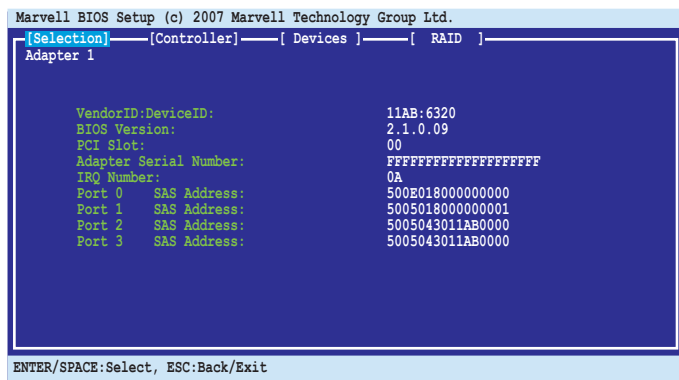 Marvell BIOS Setup (c) 2007 Marvell Technology Group Ltd.
[Selection] [Controller] [ Devices ] [ RAID ]
Adapter 1
VendorID:DeviceID: 11AB:6320
BIOS Version: 2.1.0.09
PCI Slot: 00
Adapter Serial Number: FFFFFFFFFFFFFFFFFFFF
IRQ Number: 0A
Port 0 SAS Address: 500E018000000000
Port 1 SAS Address: 5005018000000001
Port 2 SAS Address: 5005043011AB0000
Port 3 SAS Address: 5005043011AB0000
ENTER/SPACE:Select, ESC:Back/Exit